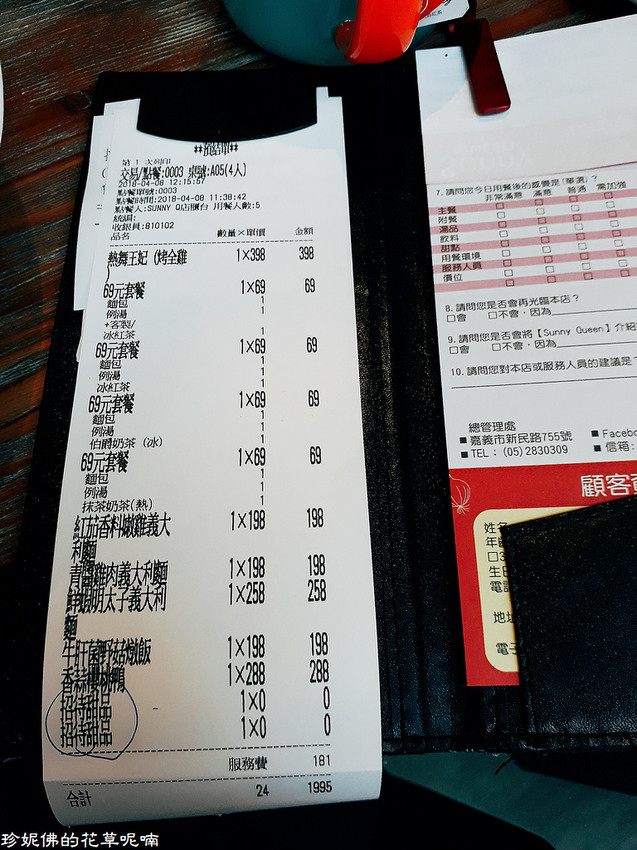 ##離單##
第 1 次列印
交易/點餐:0003 桌號:A05(4人)
2018-04-08 12:15:57
點餐單號:0003
點餐時間:2018-04-08 11:38:42
點餐人:SUNNY Q店櫃台 用餐人數:5
統編:
收銀員:810102
品名 數量×單價 金額
熱舞王妃 (烤全雞 1×398 398
69元套餐 1×69 69
麵包 1
例湯 1
+客製/ 1
冰紅茶
69元套餐 1×69 69
麵包 1
例湯 1
冰紅茶 1
69元套餐 1×69 69
麵包 1
例湯 1
伯爵奶茶 (冰) 1
69元套餐 1×69 69
麵包 1
例湯 1
抹茶奶茶(熱) 1
紅茄香料嫩雞義大 1×198 198
利麵
青醬雞肉義大利麵 1×198 198
鮮蝦明太子義大利 1×258 258
麵
牛肝蕈野菇燉飯 1×198 198
香蒜櫻桃鴨 1×288 288
招待甜品 1×0 0
招待甜品 1×0 0
服務費 181
合計 24 1995
7. 請問您今日用餐後的感覺是(單選)?
非常滿意 滿意 普通 需加強
主餐 □ □ □ □
附餐 □ □ □ □
湯品 □ □ □ □
飲料 □ □ □ □
甜點 □ □ □ □
用餐環境 □ □ □ □
服務人員 □ □ □ □
價位 □ □ □ □
8. 請問您是否會再光臨本店?
□會 □不會，因為
9. 請問您是否會將【Sunny Queen】介紹
□會 □不會，因為
10. 請問您對本店或服務人員的建議是?
總管理處
■ 嘉義市新民路755號 ■ Facebo
■ TEL : (05) 2830309 ■ 信箱:
顧客資
姓名
年齡
□3
生日
電話
地址
電子
珍妮佛的花草呢喃